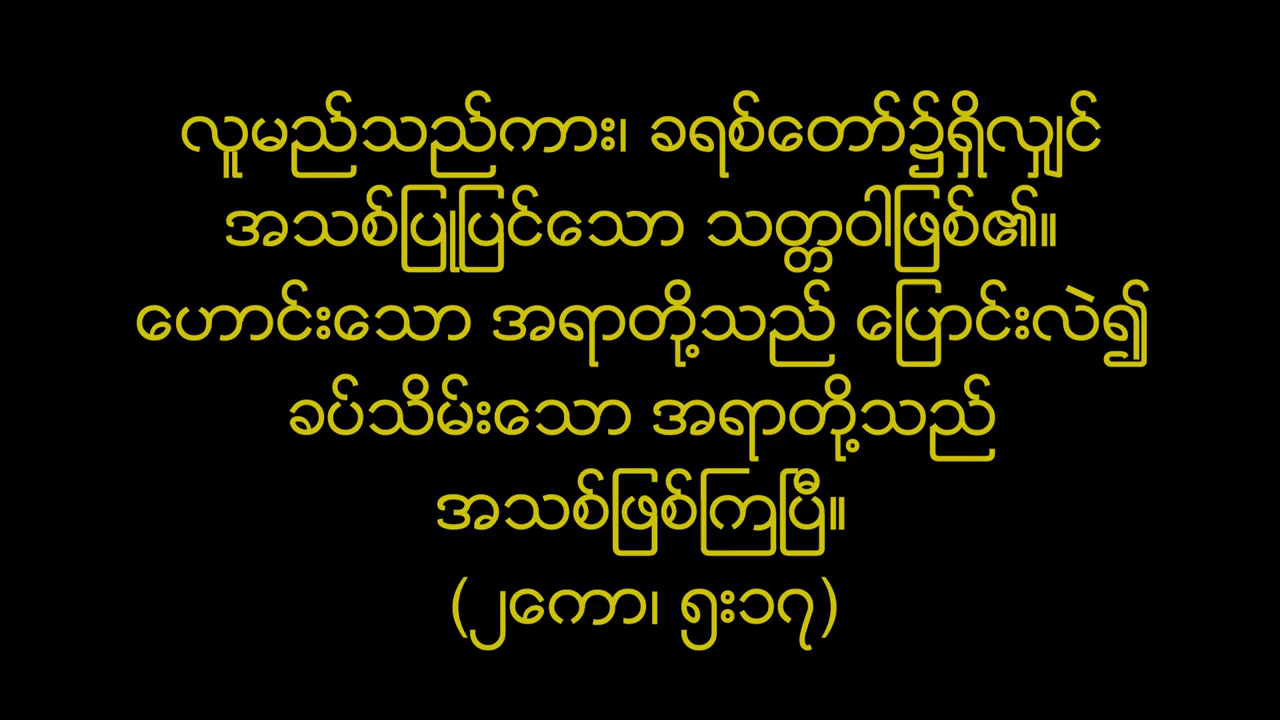 လူမည်သည်ကား၊ ခရစ်တော်၌ရှိလျှင်
အသစ်ပြုပြင်သော သတ္တဝါဖြစ်၏။
ဟောင်းသော အရာတို့သည် ပြောင်းလဲ၍
ခပ်သိမ်းသော အရာတို့သည်
အသစ်ဖြစ်ကြပြီ။
(၂ကော၊ ၅း၁၇)